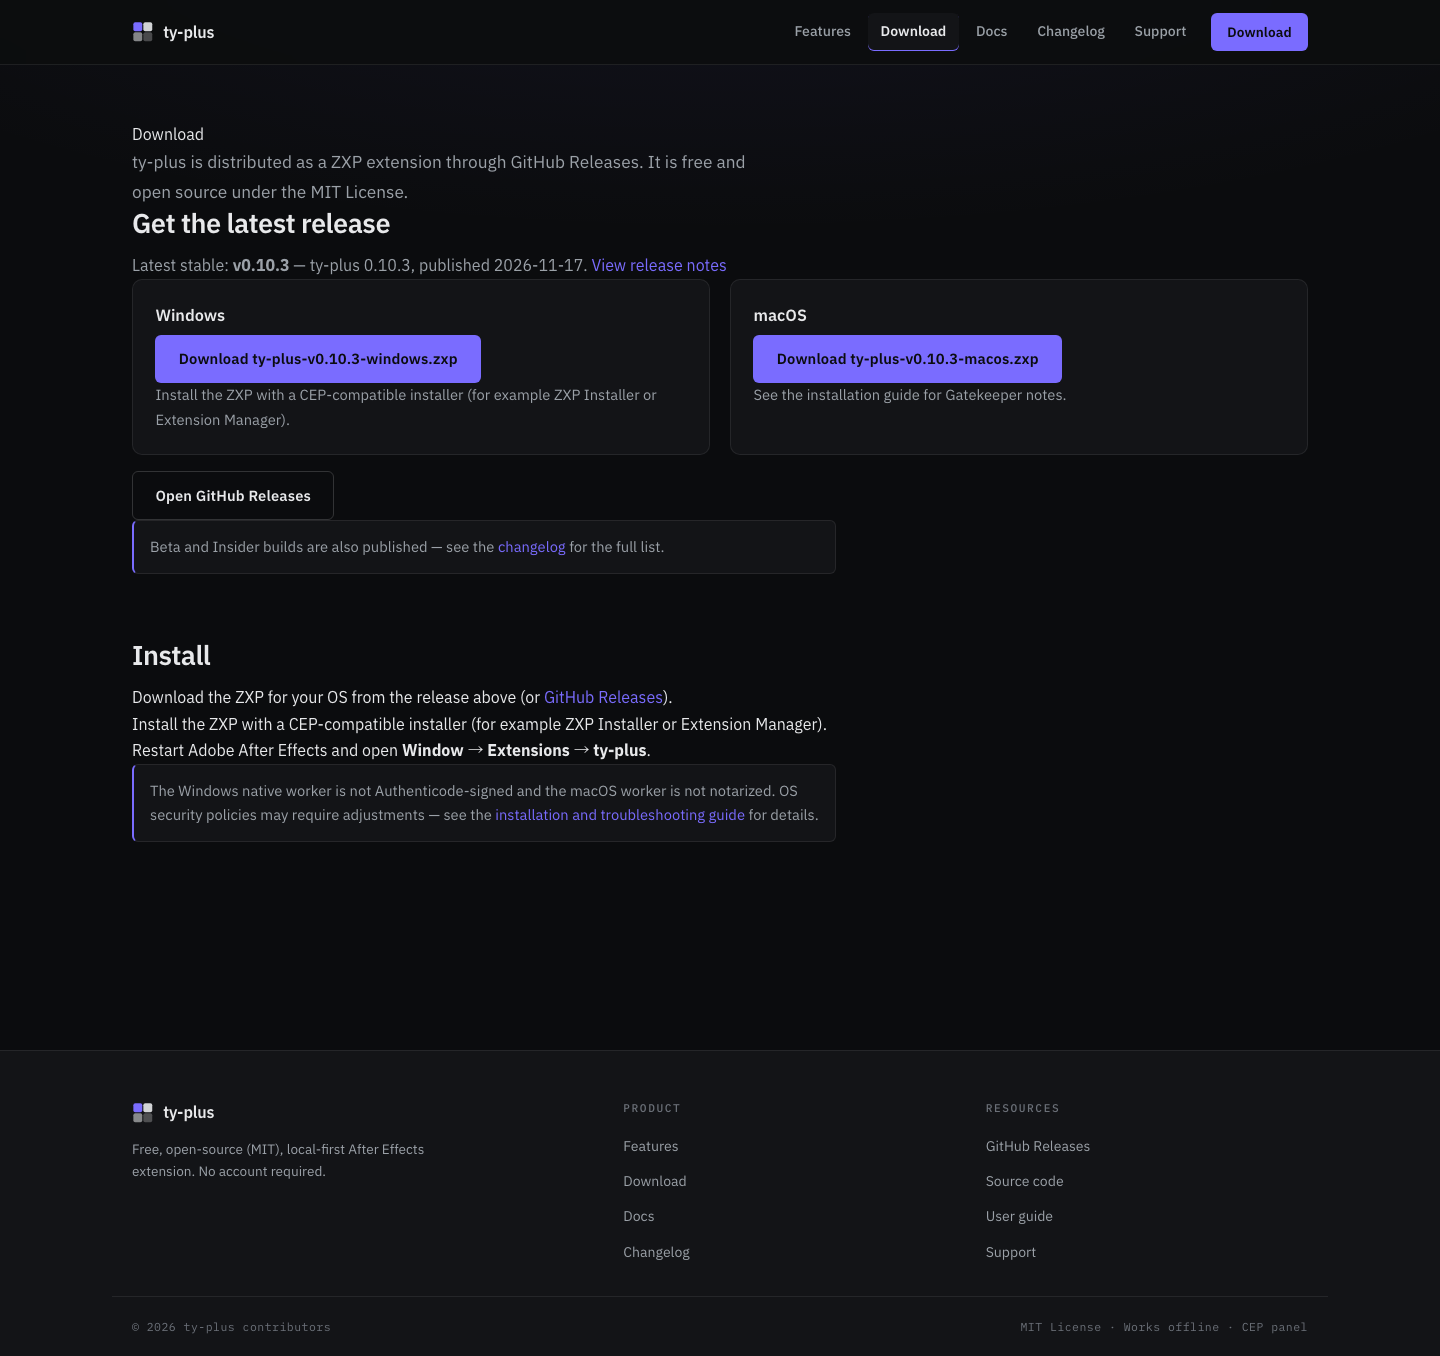 ty-plus
Features
Download
Docs
Changelog
Support
Download
Download
ty-plus is distributed as a ZXP extension through GitHub Releases. It is free and
open source under the MIT License.
Get the latest release
Latest stable: v0.10.3 — ty-plus 0.10.3, published 2026-11-17. View release notes
Windows
Download ty-plus-v0.10.3-windows.zxp
Install the ZXP with a CEP-compatible installer (for example ZXP Installer or
Extension Manager).
macOS
Download ty-plus-v0.10.3-macos.zxp
See the installation guide for Gatekeeper notes.
Open GitHub Releases
Beta and Insider builds are also published — see the changelog for the full list.
Install
Download the ZXP for your OS from the release above (or GitHub Releases).
Install the ZXP with a CEP-compatible installer (for example ZXP Installer or Extension Manager).
Restart Adobe After Effects and open Window → Extensions → ty-plus.
The Windows native worker is not Authenticode-signed and the macOS worker is not notarized. OS
security policies may require adjustments — see the installation and troubleshooting guide for details.
ty-plus
Free, open-source (MIT), local-first After Effects
extension. No account required.
PRODUCT
Features
Download
Docs
Changelog
RESOURCES
GitHub Releases
Source code
User guide
Support
© 2026 ty-plus contributors
MIT License · Works offline · CEP panel